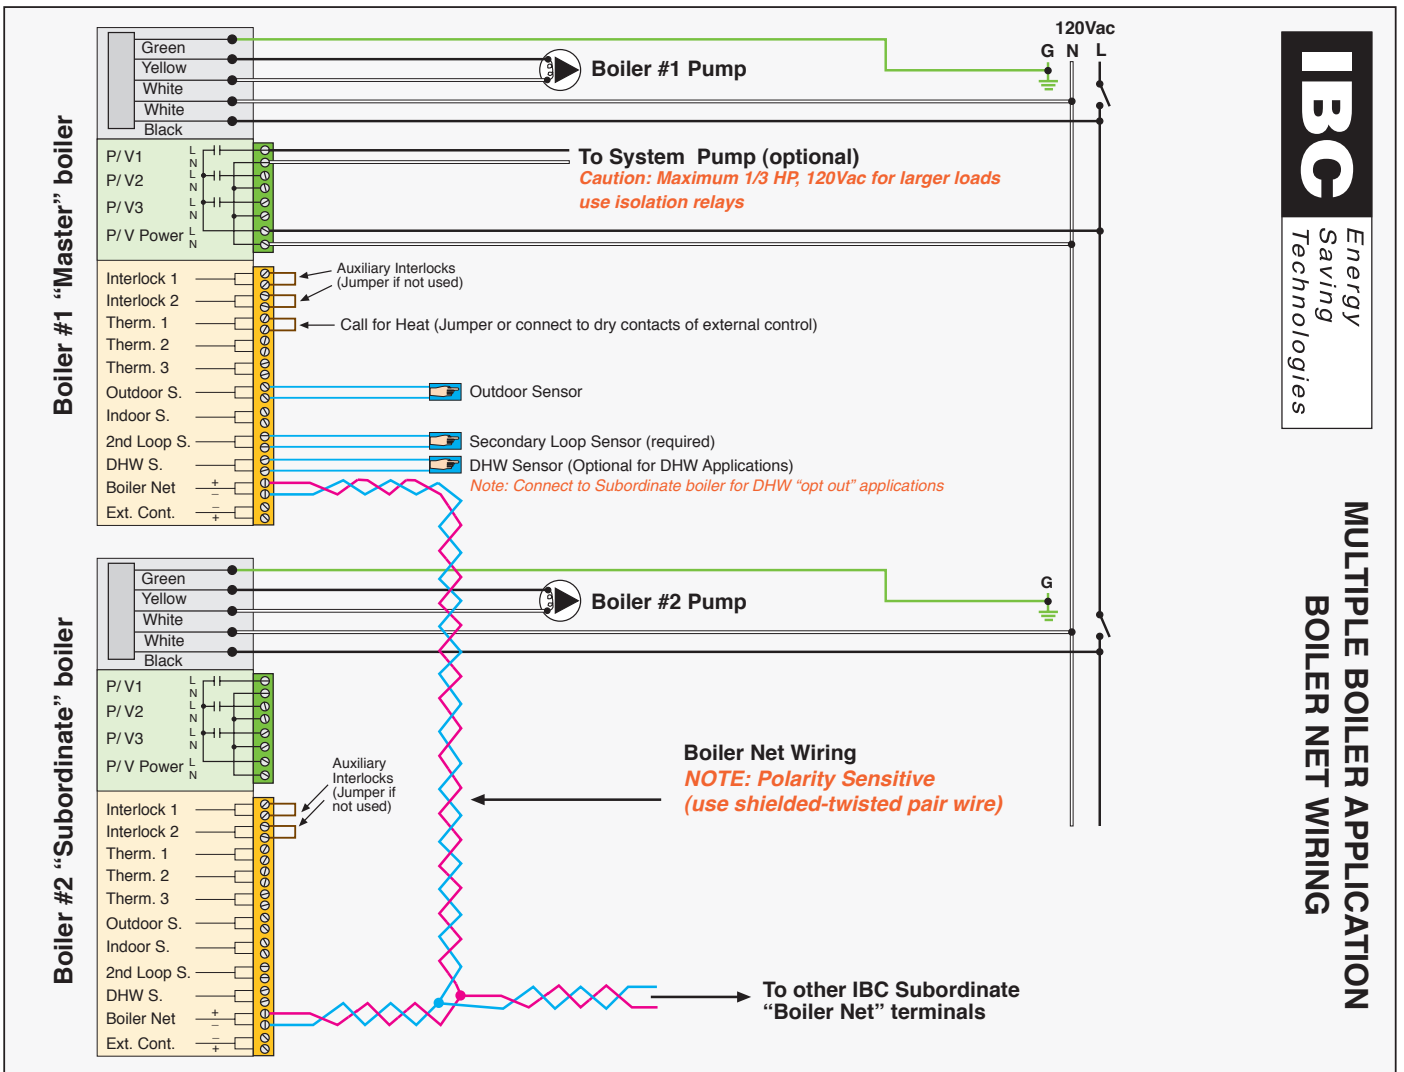 120Vac
G N L
Green
Yellow
White
White
Black
Boiler #1 Pump
Boiler #1 “Master” boiler
P/ V1 L
N
P/ V2 L
N
P/ V3 L
N
P/ V Power L
N
To System Pump (optional)
Caution: Maximum 1/3 HP, 120Vac for larger loads
use isolation relays
Interlock 1
Interlock 2
Therm. 1
Therm. 2
Therm. 3
Outdoor S.
Indoor S.
2nd Loop S.
DHW S.
Boiler Net + –
Ext. Cont. – +
Auxiliary Interlocks
(Jumper if not used)
Call for Heat (Jumper or connect to dry contacts of external control)
Outdoor Sensor
Secondary Loop Sensor (required)
DHW Sensor (Optional for DHW Applications)
Note: Connect to Subordinate boiler for DHW “opt out” applications
Green
Yellow
White
White
Black
Boiler #2 Pump
G
Boiler #2 “Subordinate” boiler
P/ V1 L
N
P/ V2 L
N
P/ V3 L
N
P/ V Power L
N
Interlock 1
Interlock 2
Therm. 1
Therm. 2
Therm. 3
Outdoor S.
Indoor S.
2nd Loop S.
DHW S.
Boiler Net + –
Ext. Cont. – +
Auxiliary
Interlocks
(Jumper if
not used)
Boiler Net Wiring
NOTE: Polarity Sensitive
(use shielded-twisted pair wire)
To other IBC Subordinate
“Boiler Net” terminals
IBC
Energy
Saving
Technologies
MULTIPLE BOILER APPLICATION
BOILER NET WIRING